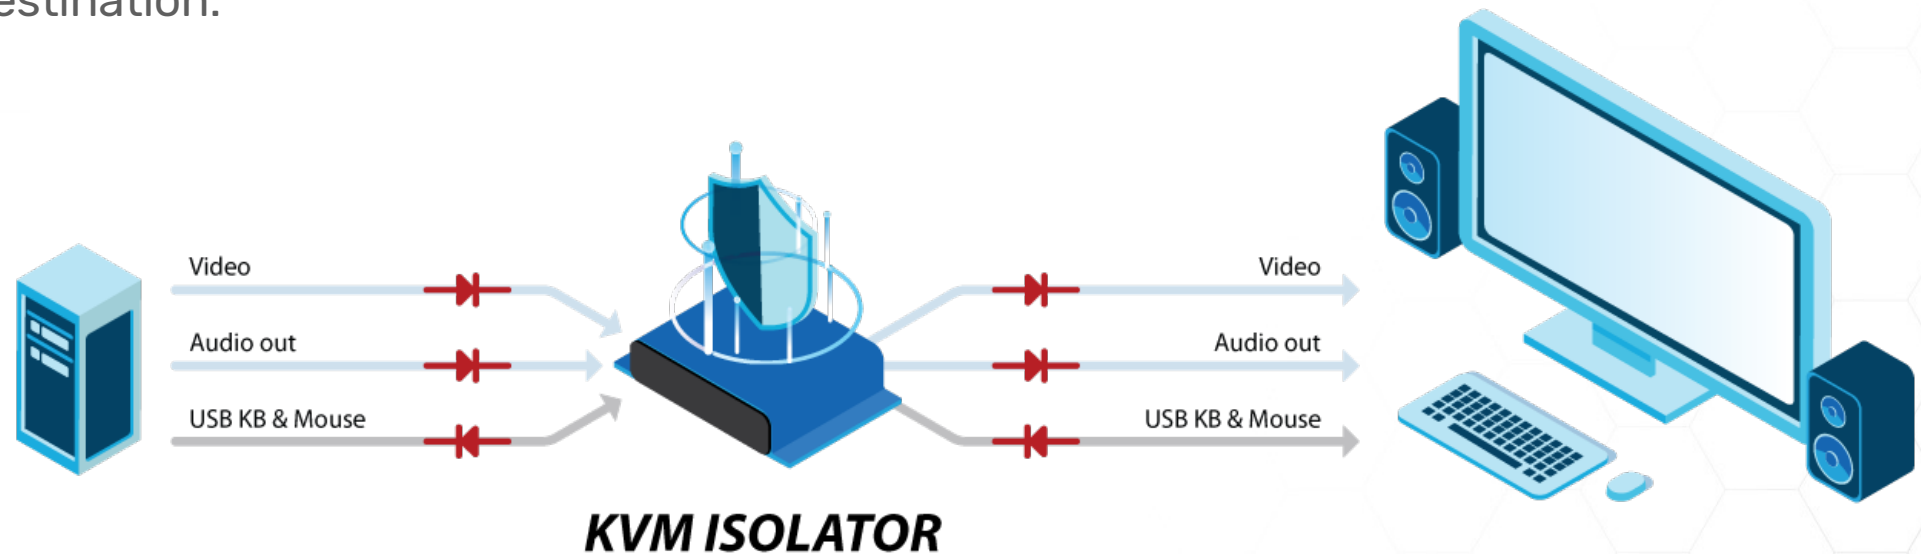 Video
Video
Audio out
Audio out
USB KB & Mouse
USB KB & Mouse
KVM ISOLATOR